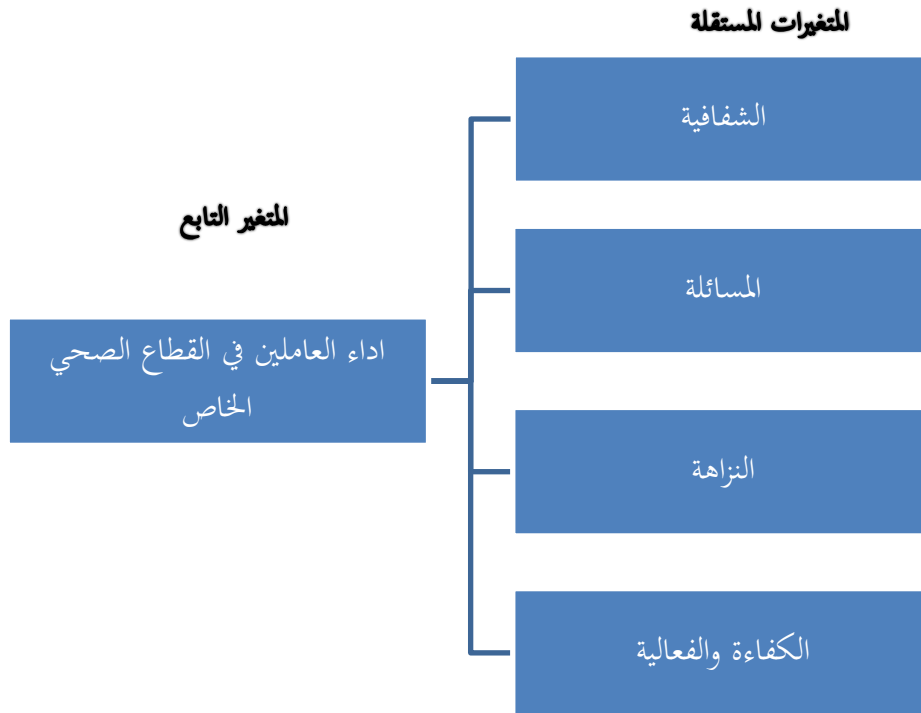 المتغيرات المستقلة
الشفافية
المسائلة
النزاهة
الكفاءة والفعالية
المتغير التابع
اداء العاملين في القطاع الصحي
الخاص